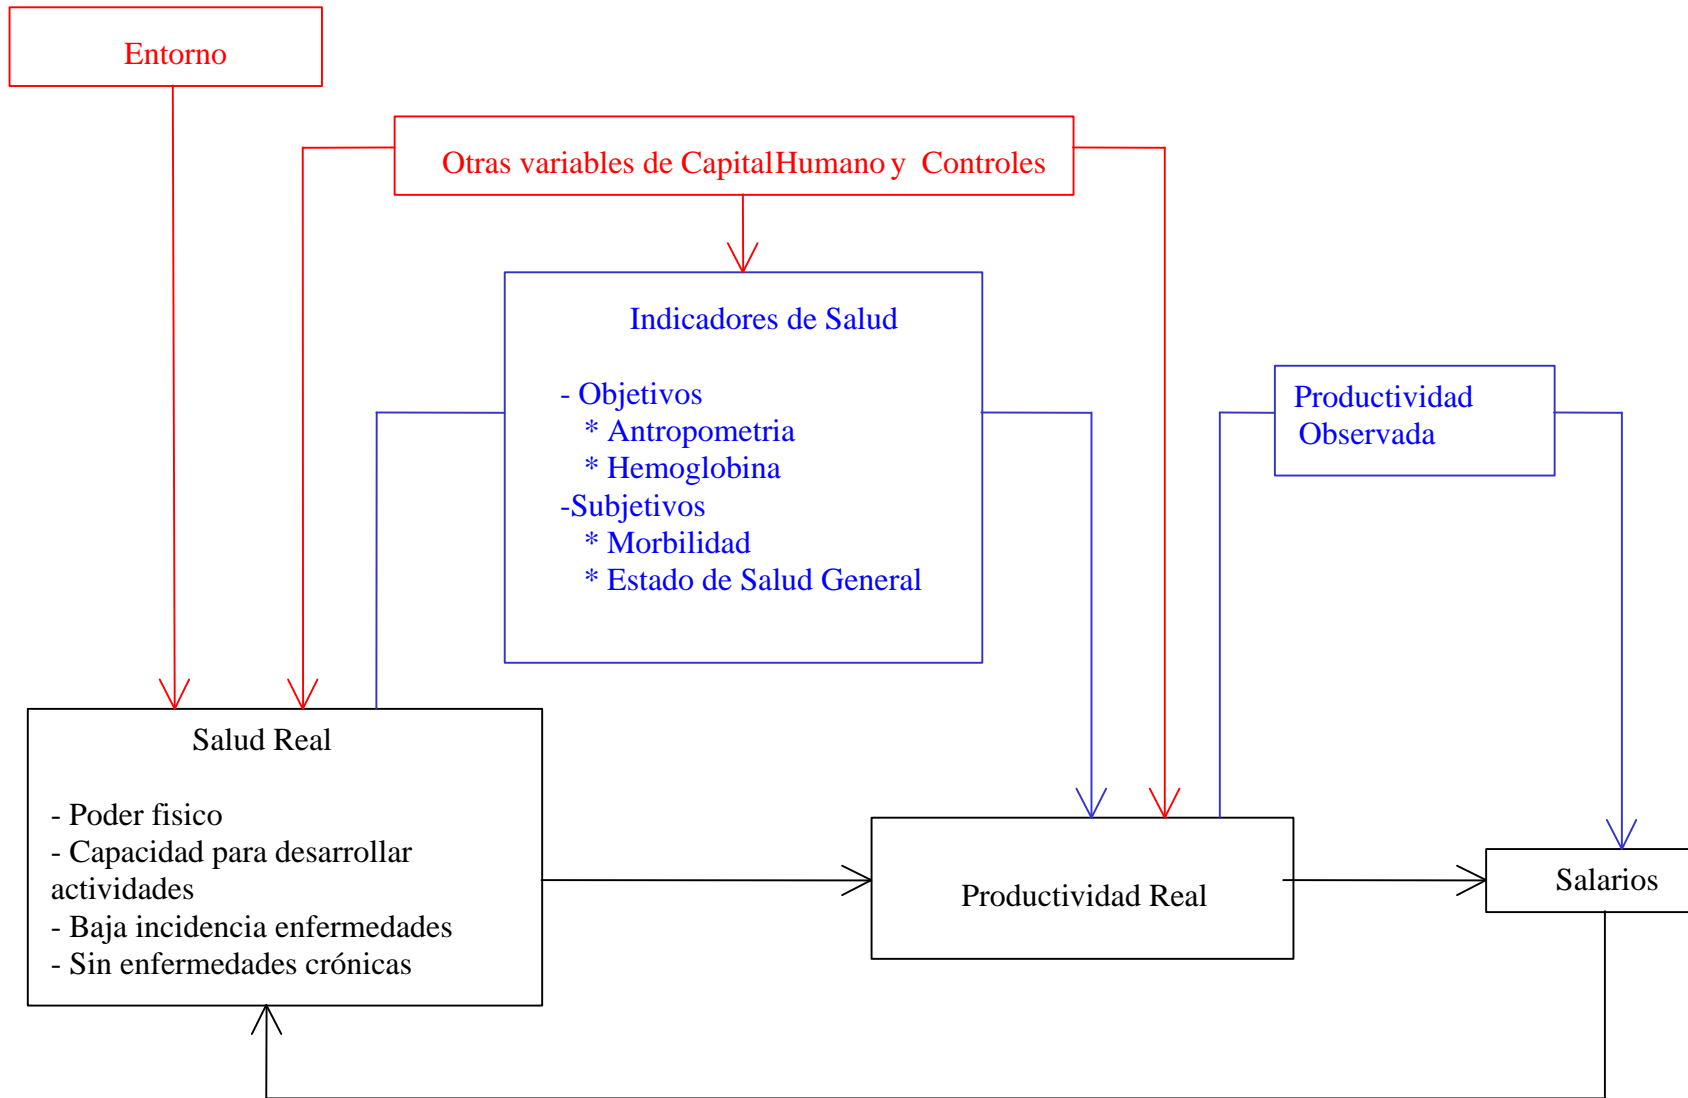 Entorno
Otras variables de Capital Humano y Controles
Indicadores de Salud
- Objetivos
* Antropometria
* Hemoglobina
-Subjetivos
* Morbilidad
* Estado de Salud General
Productividad
Observada
Salud Real
- Poder fisico
- Capacidad para desarrollar
actividades
- Baja incidencia enfermedades
- Sin enfermedades crónicas
Productividad Real
Salarios